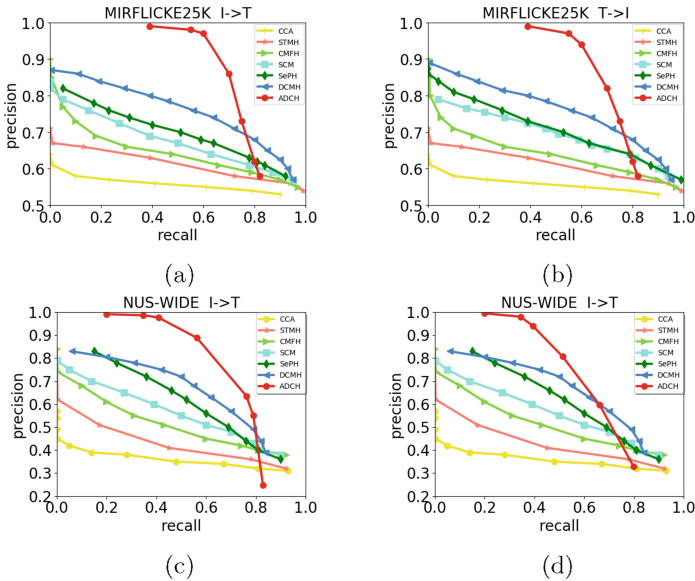 MIRFLICKE25K I->T
1.0
0.9
0.8
0.7
0.6
0.5
precision
0.0 0.2 0.4 0.6 0.8 1.0
recall
CCA
STMH
CMFH
SCM
SePH
DCMH
ADCH
(a)
MIRFLICKE25K T->I
1.0
0.9
0.8
0.7
0.6
0.5
precision
0.0 0.2 0.4 0.6 0.8 1.0
recall
CCA
STMH
CMFH
SCM
SePH
DCMH
ADCH
(b)
NUS-WIDE I->T
1.0
0.9
0.8
0.7
0.6
0.5
0.4
0.3
0.2
precision
0.0 0.2 0.4 0.6 0.8 1.0
recall
CCA
STMH
CMFH
SCM
SePH
DCMH
ADCH
(c)
NUS-WIDE I->T
1.0
0.9
0.8
0.7
0.6
0.5
0.4
0.3
0.2
precision
0.0 0.2 0.4 0.6 0.8 1.0
recall
CCA
STMH
CMFH
SCM
SePH
DCMH
ADCH
(d)